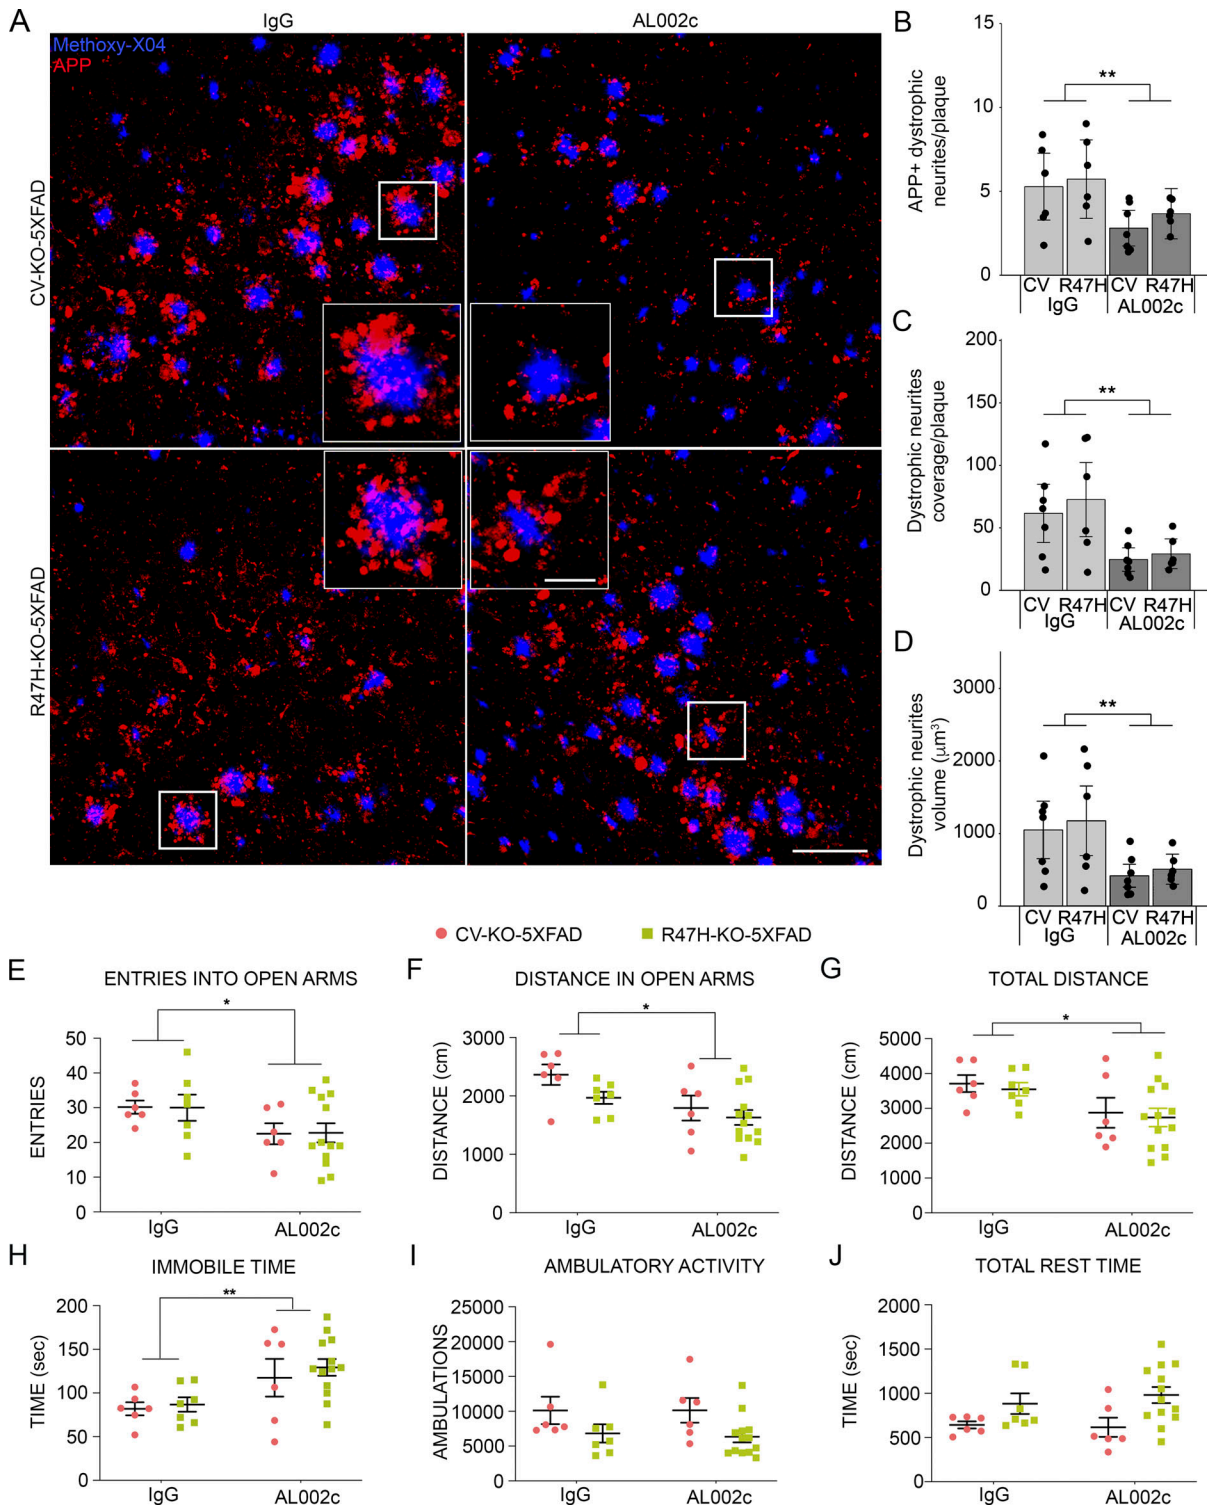 A
IgG
AL002c
Methoxy-X04
APP
CV-KO-5XFAD
R47H-KO-5XFAD
B
APP+ dystrophic
neurites/plaque
15
10
5
0
**
CV R47H CV R47H
IgG AL002c
C
Dystrophic neurites
coverage/plaque
200
150
100
50
0
**
CV R47H CV R47H
IgG AL002c
D
Dystrophic neurites
volume (µm³)
3000
2000
1000
0
**
CV R47H CV R47H
IgG AL002c
CV-KO-5XFAD R47H-KO-5XFAD
E
ENTRIES INTO OPEN ARMS
ENTRIES
50
40
30
20
10
0
*
IgG AL002c
F
DISTANCE IN OPEN ARMS
DISTANCE (cm)
3000
2000
1000
0
*
IgG AL002c
G
TOTAL DISTANCE
DISTANCE (cm)
5000
4000
3000
2000
1000
0
*
IgG AL002c
H
IMMOBILE TIME
TIME (sec)
200
150
100
50
0
**
IgG AL002c
I
AMBULATORY ACTIVITY
AMBULATIONS
25000
20000
15000
10000
5000
0
IgG AL002c
J
TOTAL REST TIME
TIME (sec)
2000
1500
1000
500
0
IgG AL002c